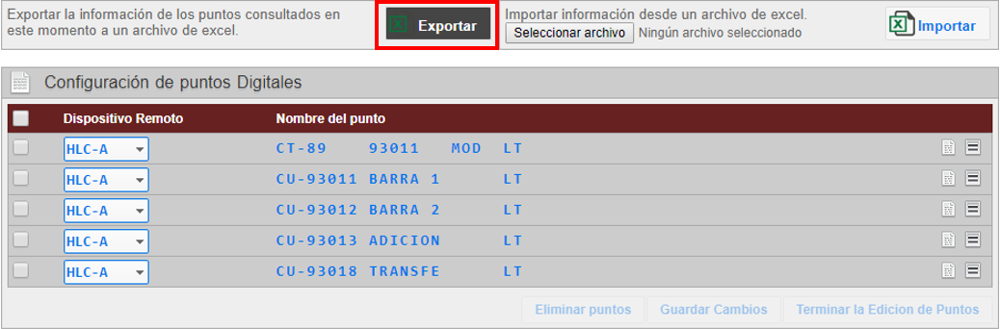 Exportar la información de los puntos consultados en
este momento a un archivo de excel.
Exportar
Importar información desde un archivo de excel.
Seleccionar archivo Ningún archivo seleccionado
Importar
Configuración de puntos Digitales
Dispositivo Remoto Nombre del punto
HLC-A CT-89 93011 MOD LT
HLC-A CU-93011 BARRA 1 LT
HLC-A CU-93012 BARRA 2 LT
HLC-A CU-93013 ADICION LT
HLC-A CU-93018 TRANSFE LT
Eliminar puntos Guardar Cambios Terminar la Edicion de Puntos